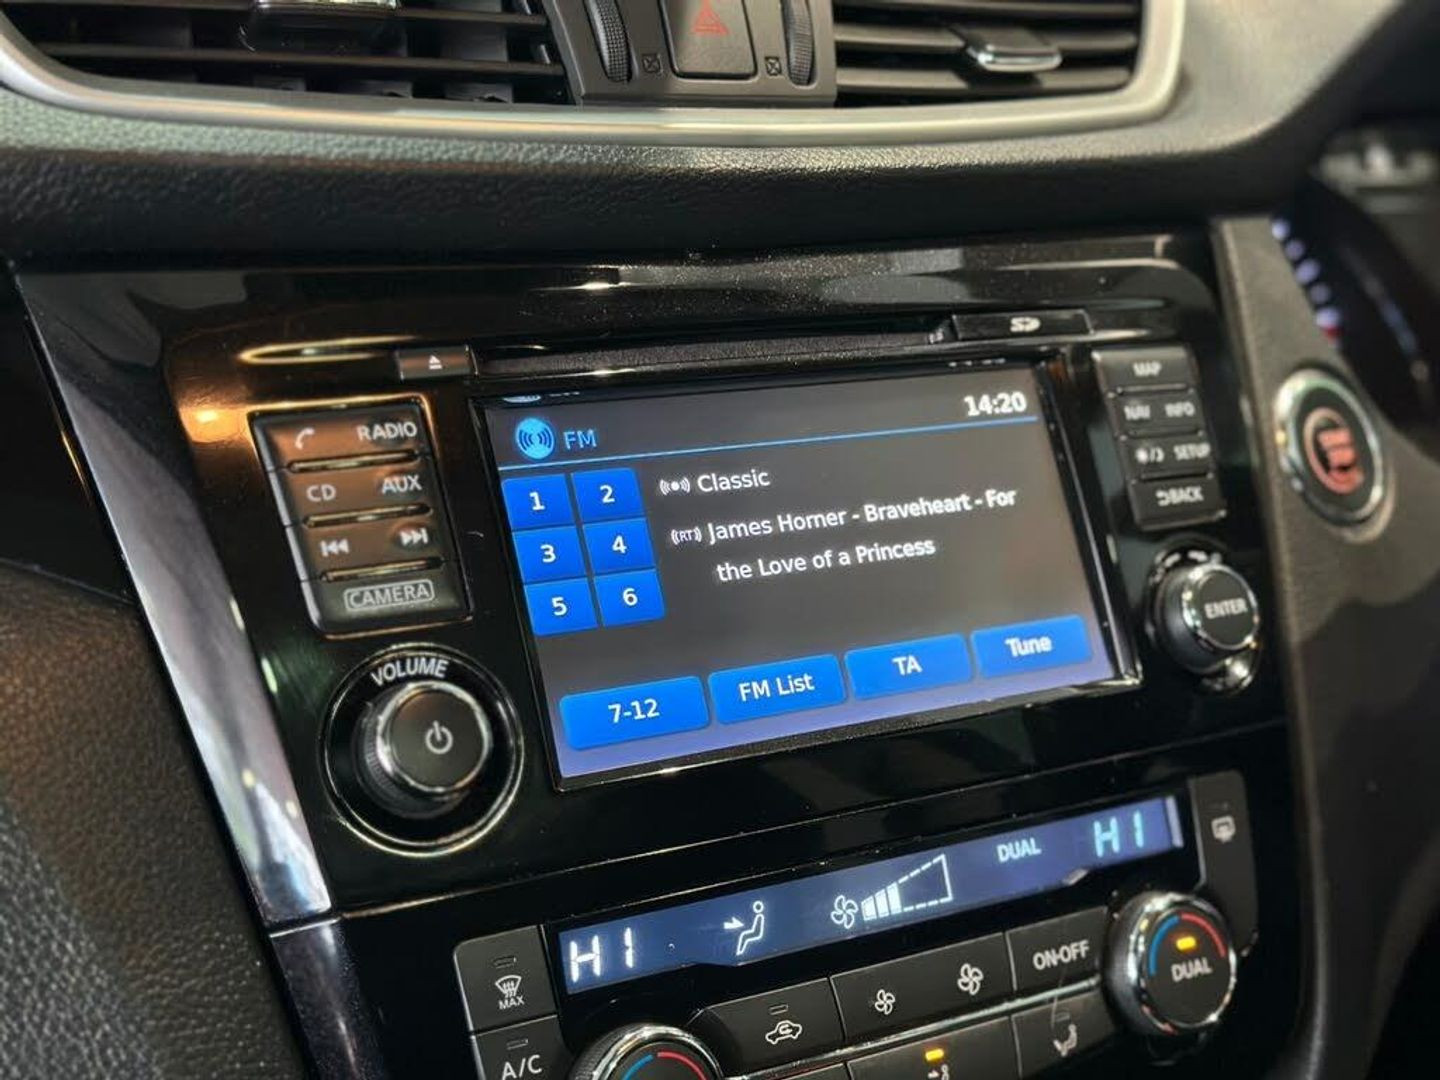 SD
MAP
NAV INFO
SETUP
BACK
RADIO
CD AUX
CAMERA
VOLUME
14:20
FM
1 2
3 4
5 6
Classic
(RT) James Horner - Braveheart - For
the Love of a Princess
7-12 FM List TA Tune
ENTER
HI DUAL HI
MAX
A/C
ON·OFF
DUAL